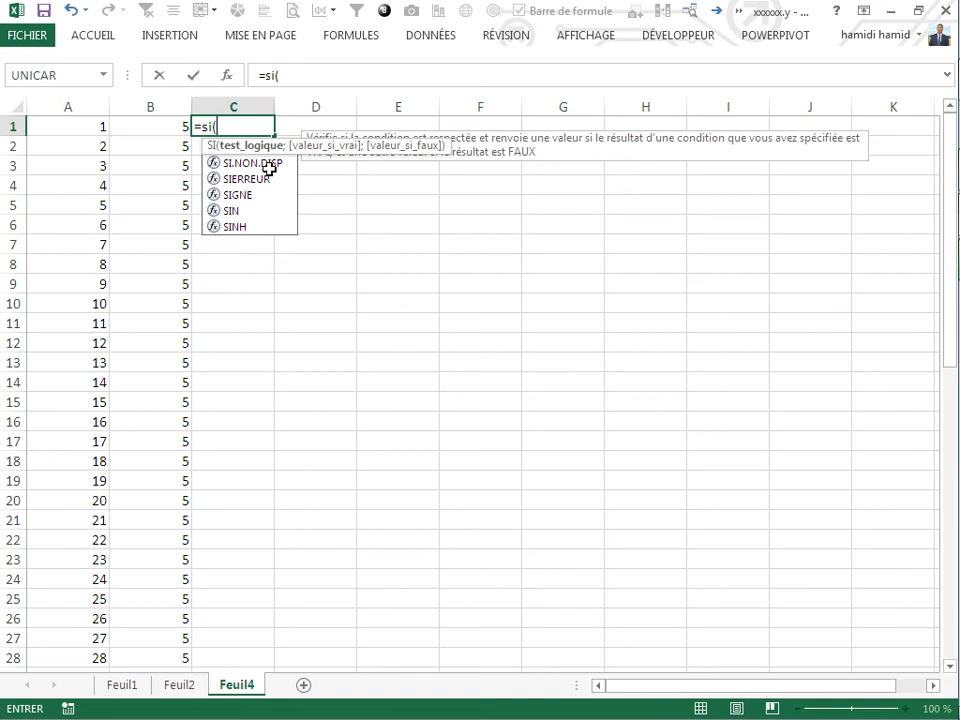 Barre de formule
xxxxxx.y - ...
?
FICHIER ACCUEIL INSERTION MISE EN PAGE FORMULES DONNÉES RÉVISION AFFICHAGE DÉVELOPPEUR POWERPIVOT hamidi hamid
UNICAR fx =si(
A B C D E F G H I J K
1 1 5 =si(
Vérifie si la condition est respectée et renvoie une valeur si le résultat d'une condition que vous avez spécifiée est
2 2 5 SI(test_logique; [valeur_si_vrai]; [valeur_si_faux]) le résultat est FAUX
3 3 5 SI.NON.DISP
4 4 5 SIERREUR
5 5 5 SIGNE
6 6 5 SIN
7 7 5 SINH
8 8 5
9 9 5
10 10 5
11 11 5
12 12 5
13 13 5
14 14 5
15 15 5
16 16 5
17 17 5
18 18 5
19 19 5
20 20 5
21 21 5
22 22 5
23 23 5
24 24 5
25 25 5
26 26 5
27 27 5
28 28 5
Feuil1 Feuil2 Feuil4
ENTRER 100 %